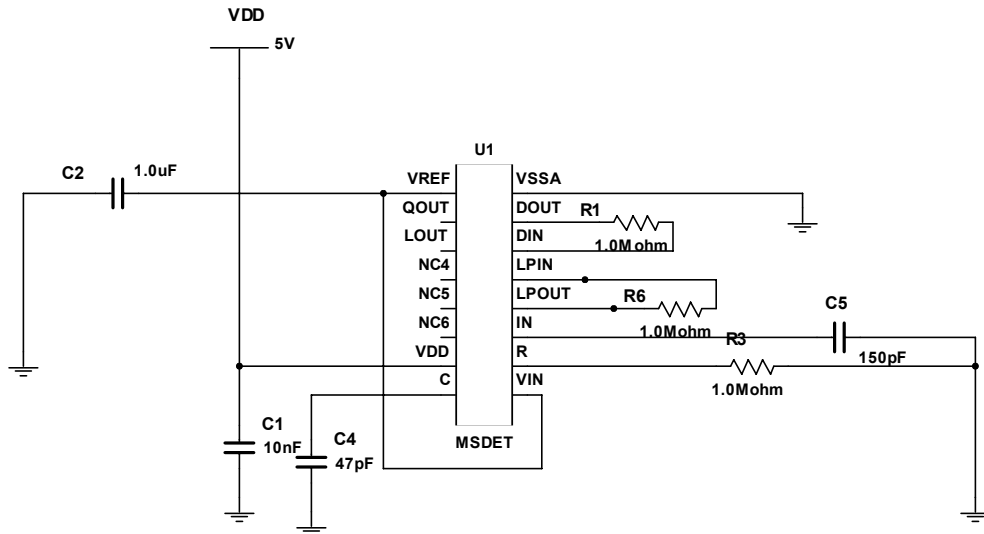 VDD
5V
U1
C2
1.0uF
VREF
VSSA
QOUT
DOUT
R1
LOUT
DIN
1.0Mohm
NC4
LPIN
NC5
LPOUT
R6
C5
NC6
IN
1.0Mohm
R3
VDD
R
150pF
C
VIN
1.0Mohm
C1
10nF
C4
47pF
MSDET